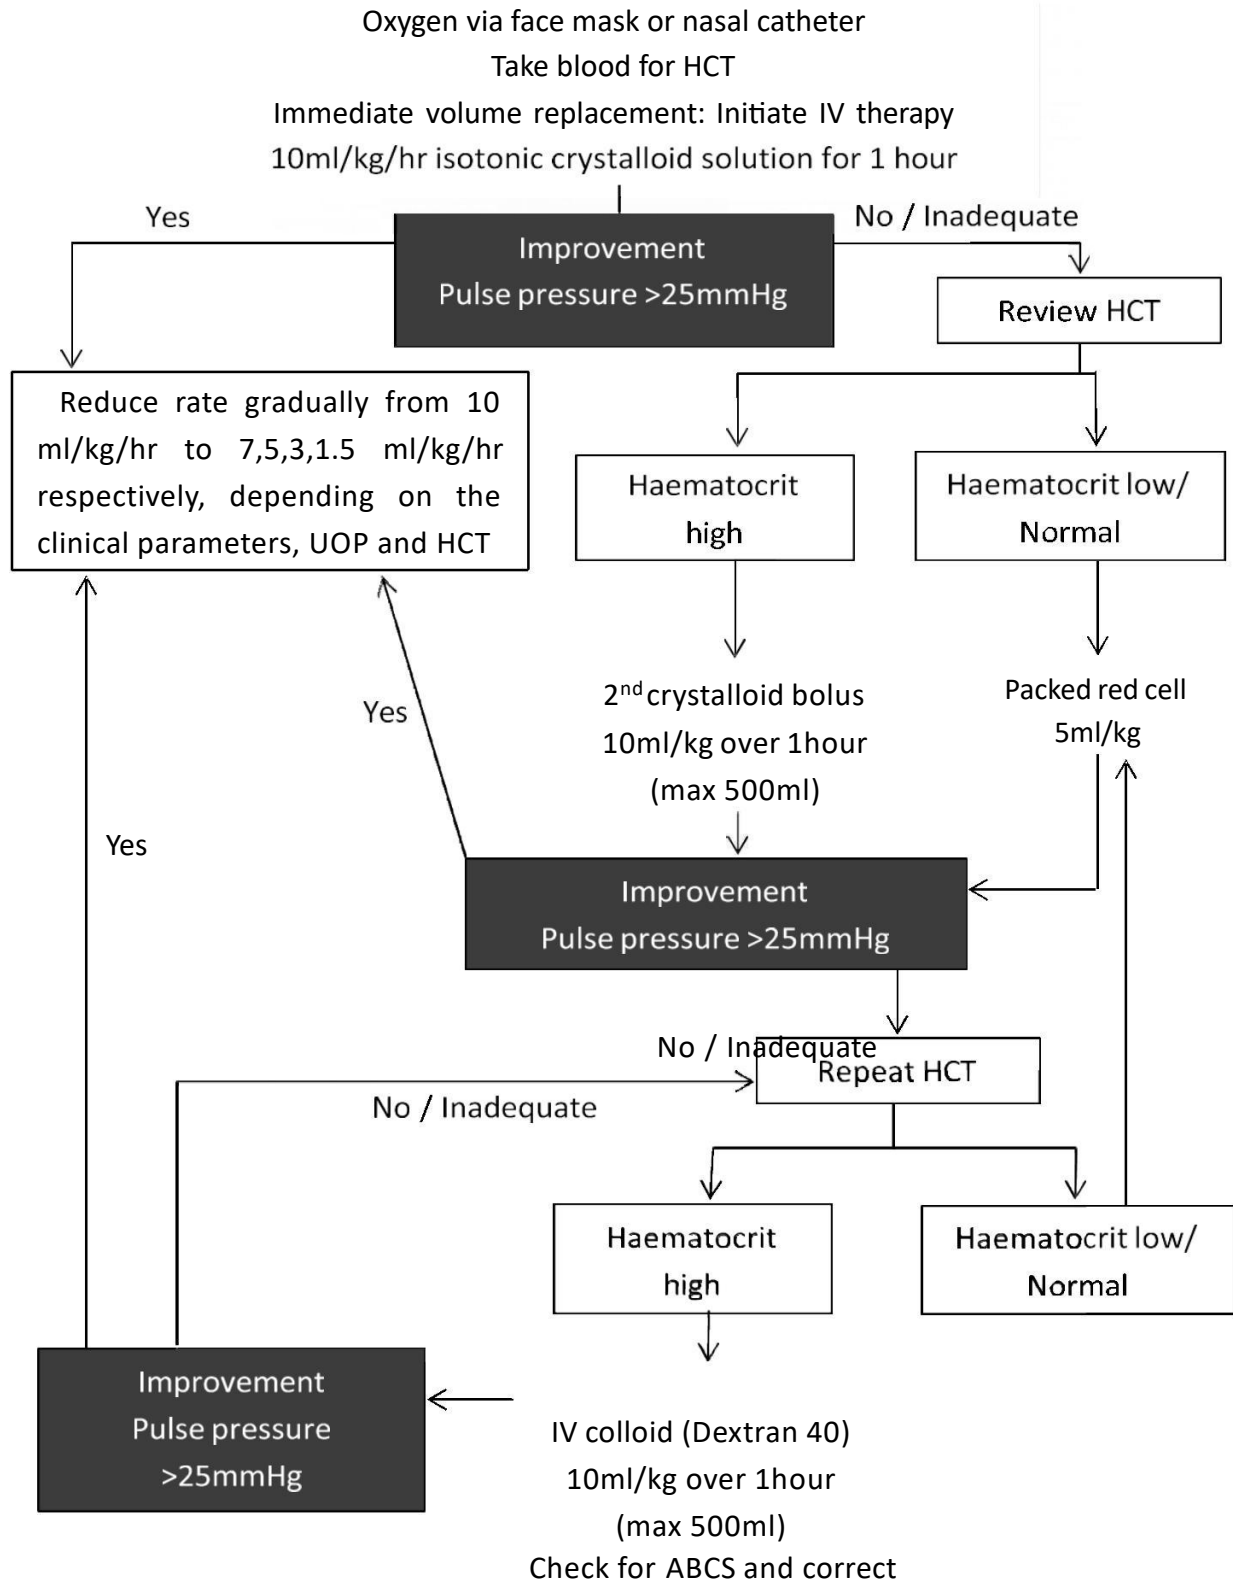 Oxygen via face mask or nasal catheter
Take blood for HCT
Immediate volume replacement: Initiate IV therapy
10ml/kg/hr isotonic crystalloid solution for 1 hour
Yes
No / Inadequate
Improvement
Pulse pressure >25mmHg
Review HCT
Reduce rate gradually from 10
ml/kg/hr to 7,5,3,1.5 ml/kg/hr
respectively, depending on the
clinical parameters, UOP and HCT
Haematocrit
high
Haematocrit low/
Normal
2nd crystalloid bolus
10ml/kg over 1hour
(max 500ml)
Packed red cell
5ml/kg
Yes
Yes
Improvement
Pulse pressure >25mmHg
No / Inadequate
Repeat HCT
No / Inadequate
Haematocrit
high
Haematocrit low/
Normal
Improvement
Pulse pressure
>25mmHg
IV colloid (Dextran 40)
10ml/kg over 1hour
(max 500ml)
Check for ABCS and correct